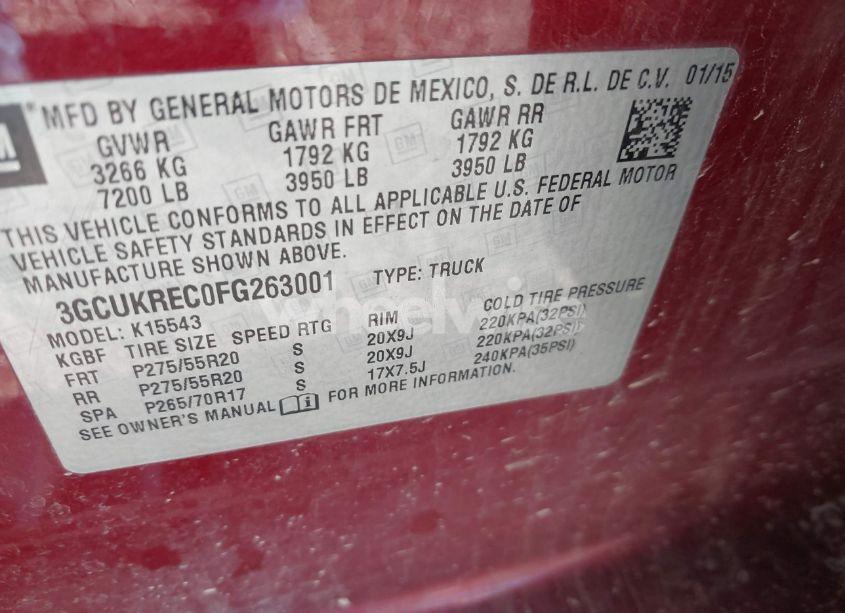 GM
® MFD BY GENERAL MOTORS DE MEXICO, S. DE R.L. DE C.V. 01/15
GVWR GAWR FRT GAWR RR
3266 KG 1792 KG 1792 KG
7200 LB 3950 LB 3950 LB
THIS VEHICLE CONFORMS TO ALL APPLICABLE U.S. FEDERAL MOTOR
VEHICLE SAFETY STANDARDS IN EFFECT ON THE DATE OF
MANUFACTURE SHOWN ABOVE.
3GCUKREC0FG263001 TYPE: TRUCK
MODEL: K15543
KGBF TIRE SIZE SPEED RTG RIM COLD TIRE PRESSURE
FRT P275/55R20 S 20X9J 220KPA(32PSI)
RR P275/55R20 S 20X9J 220KPA(32PSI)
SPA P265/70R17 S 17X7.5J 240KPA(35PSI)
SEE OWNER'S MANUAL i FOR MORE INFORMATION.